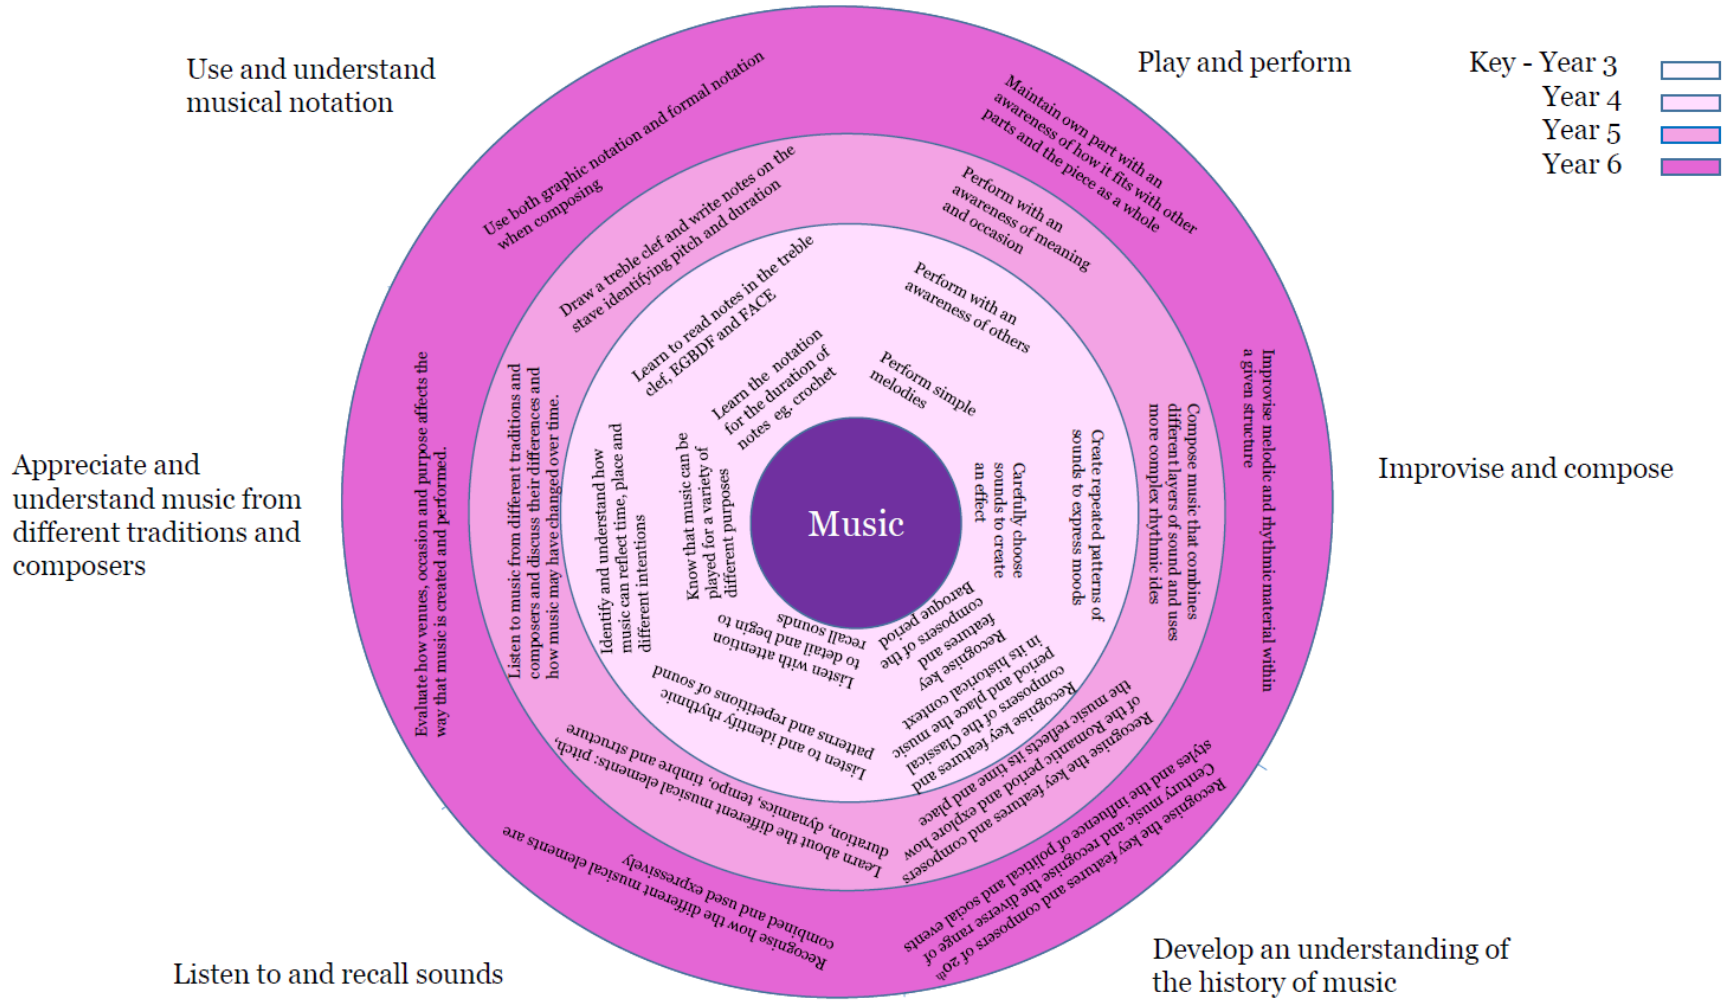 Use and understand
musical notation
Play and perform
Key - Year 3
Year 4
Year 5
Year 6
Use both graphic notation and formal notation
when composing
Draw a treble clef and write notes on the
stave identifying pitch and duration
Learn to read notes in the treble
clef, EGBDF and FACE
Learn the notation
for the duration of
notes eg. crochet
Maintain own part with an
awareness of how it fits with other
parts and the piece as a whole
Perform with an
awareness of meaning
and occasion
Perform with an
awareness of others
Perform simple
melodies
Improvise and compose
Improvise melodic and rhythmic material within
a given structure
Compose music that combines
different layers of sound and uses
more complex rhythmic ides
Create repeated patterns of
sounds to express moods
Carefully choose
sounds to create
an effect
Music
Appreciate and
understand music from
different traditions and
composers
Evaluate how venues, occasion and purpose affects the
way that music is created and performed.
Listen to music from different traditions and
composers and discuss their differences and
how music may have changed over time.
Identify and understand how
music can reflect time, place and
different intentions
Know that music can be
played for a variety of
different purposes
Listen with attention
to detail and begin to
recall sounds
Listen to and identify rhythmic
patterns and repetitions of sound
Learn about the different musical elements: pitch,
duration, dynamics, tempo, timbre and structure
Recognise how the different musical elements are
combined and used expressively
Listen to and recall sounds
Recognise key
features and
composers of the
Baroque period
Recognise key features and
composers of the Classical
period and place the music
in its historical context
Recognise the key features and composers
of the Romantic period and explore how
the music reflects its time and place
Recognise the key features and composers of 20th
Century music and recognise the diverse range of
styles and the influence of political and social events
Develop an understanding of
the history of music